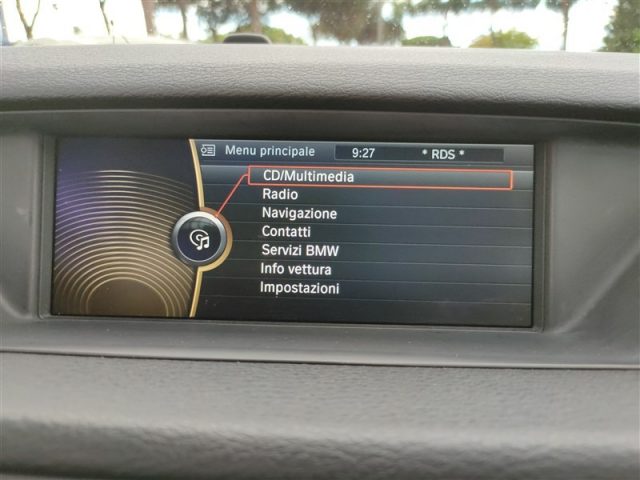 Menu principale 9:27 * RDS *
CD/Multimedia
Radio
Navigazione
Contatti
Servizi BMW
Info vettura
Impostazioni